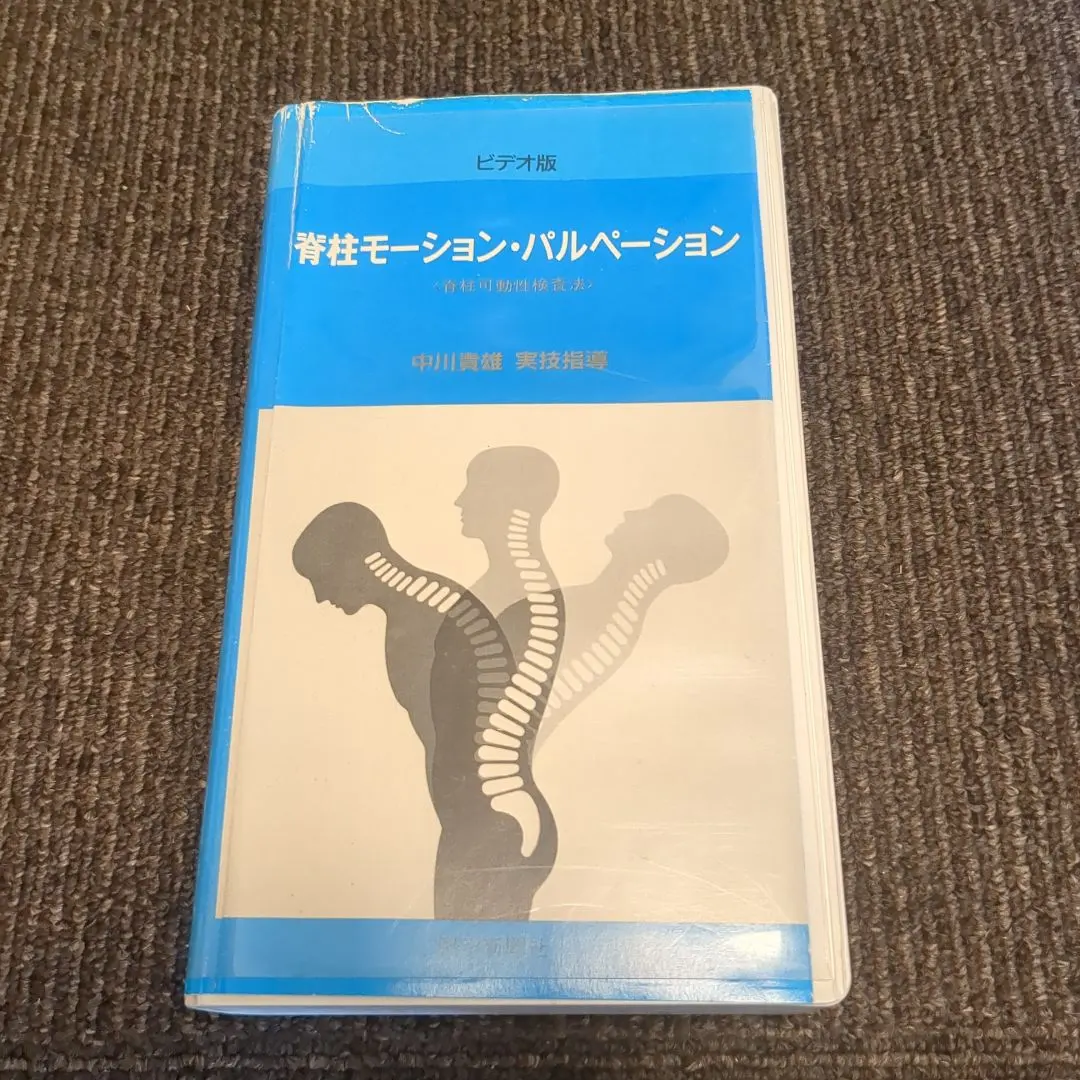 ビデオ版
脊柱モーション・パルペーション
〈脊柱可動性検査法〉
中川貴雄 実技指導